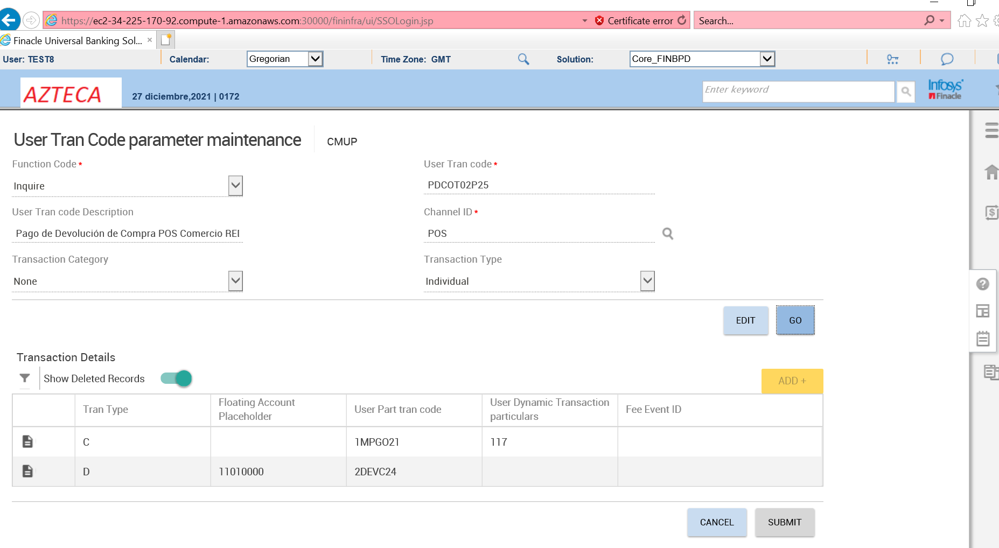 https://ec2-34-225-170-92.compute-1.amazonaws.com:30000/fininfra/ui/SSOLogin.jsp
Certificate error
Search...
Finacle Universal Banking Sol... ×
User: TEST8
Calendar:
Gregorian
Time Zone: GMT
Solution:
Core_FINBPD
AZTECA
27 diciembre,2021 | 0172
Enter keyword
Infosys
Finacle
User Tran Code parameter maintenance
CMUP
Function Code *
User Tran code *
Inquire
PDCOT02P25
User Tran code Description
Channel ID *
Pago de Devolución de Compra POS Comercio REI
POS
Transaction Category
Transaction Type
None
Individual
EDIT
GO
Transaction Details
Show Deleted Records
ADD +
Tran Type
Floating Account
Placeholder
User Part tran code
User Dynamic Transaction
particulars
Fee Event ID
C
1MPGO21
117
D
11010000
2DEVC24
CANCEL
SUBMIT